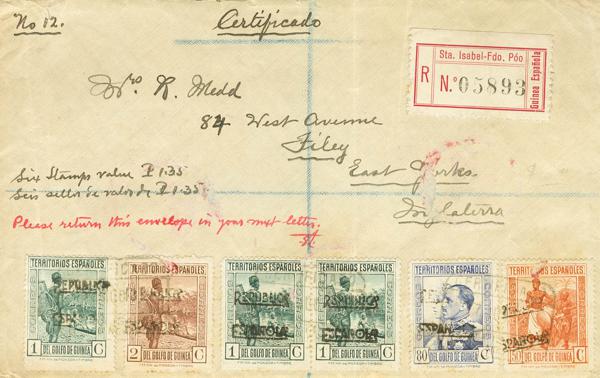 No 12.
Certificado
Sta. Isabel-Fdo. Póo
R N.º 05893
Guinea Española
Mrs R. Medd
84 West Avenue
Filey
East Yorks.
Inglaterra
Six Stamps value P 1.35
Seis sellos de valor de P 1.35
Please return this envelope in your next letter.
TERRITORIOS ESPAÑOLES
REPUBLICA
ESPAÑOLA
1 C
DEL GOLFO DE GUINEA
TERRITORIOS ESPAÑOLES
2 C
DEL GOLFO DE GUINEA
TERRITORIOS ESPAÑOLES
REPUBLICA
ESPAÑOLA
1 C
DEL GOLFO DE GUINEA
TERRITORIOS ESPAÑOLES
REPUBLICA
ESPAÑOLA
1 C
DEL GOLFO DE GUINEA
TERRITORIOS ESPAÑOLES
80 C
DEL GOLFO DE GUINEA
TERRITORIOS ESPAÑOLES
50 C
DEL GOLFO DE GUINEA